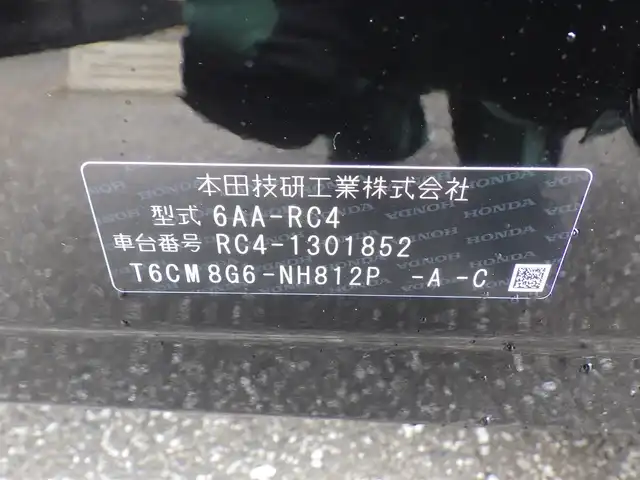 本田技研工業株式会社
型式 6AA-RC4
車台番号 RC4-1301852
T6CM8G6-NH812P -A -C